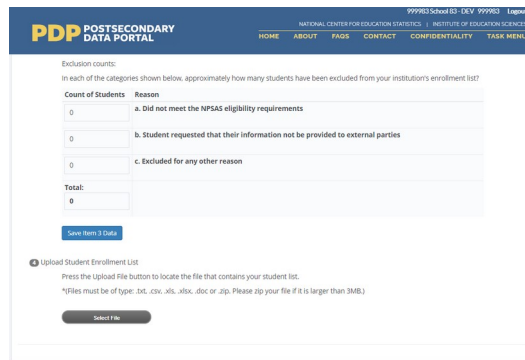 999983 School 83 - DEV 999983 Logou
NATIONAL CENTER FOR EDUCATION STATISTICS | INSTITUTE OF EDUCATION SCIENCES
PDP POSTSECONDARY DATA PORTAL
HOME ABOUT FAQS CONTACT CONFIDENTIALITY TASK MENU
Exclusion counts:
In each of the categories shown below, approximately how many students have been excluded from your institution's enrollment list?
Count of Students Reason
0 a. Did not meet the NPSAS eligibility requirements
0 b. Student requested that their information not be provided to external parties
0 c. Excluded for any other reason
Total:
0
Save Item 3 Data
4 Upload Student Enrollment List
Press the Upload File button to locate the file that contains your student list.
*(Files must be of type: .txt, .csv, .xls, .xlsx, .doc or .zip, Please zip your file if it is larger than 3MB.)
Select File